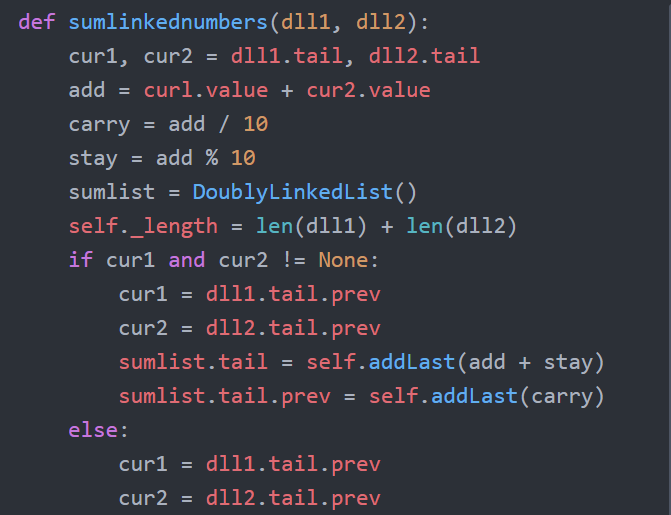 def sumlinkednumbers(dll1, dll2):
    cur1, cur2 = dll1.tail, dll2.tail
    add = curl.value + cur2.value
    carry = add / 10
    stay = add % 10
    sumlist = DoublyLinkedList()
    self._length = len(dll1) + len(dll2)
    if cur1 and cur2 != None:
        cur1 = dll1.tail.prev
        cur2 = dll2.tail.prev
        sumlist.tail = self.addLast(add + stay)
        sumlist.tail.prev = self.addLast(carry)
    else:
        cur1 = dll1.tail.prev
        cur2 = dll2.tail.prev